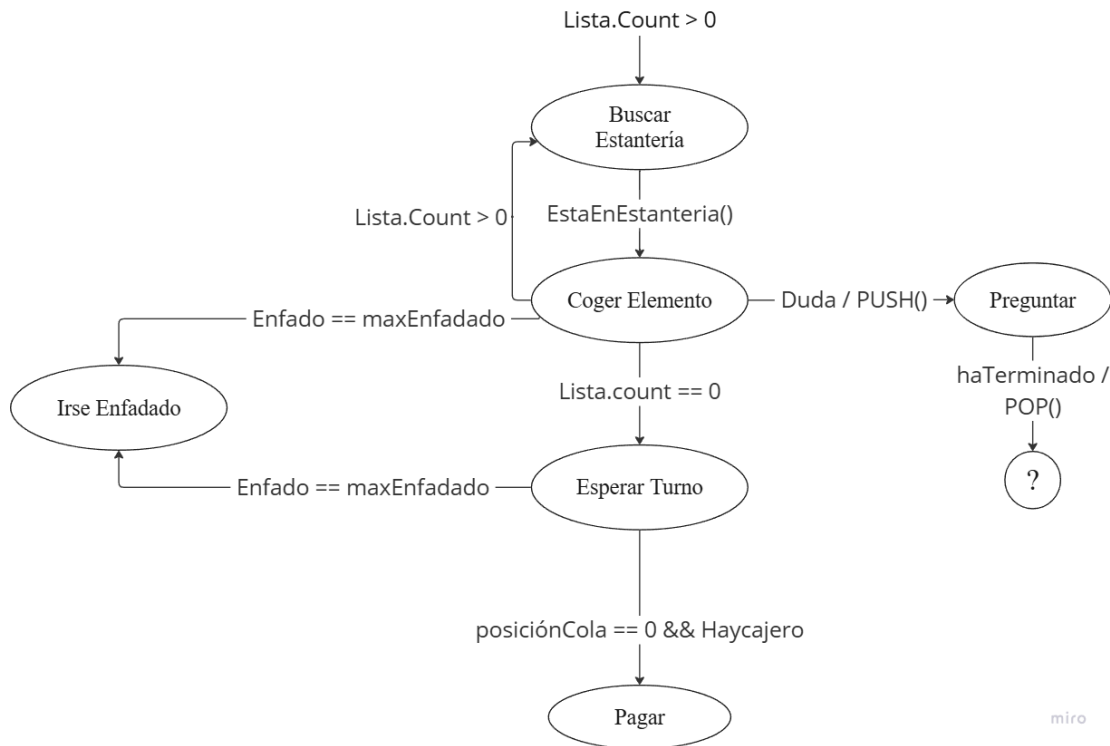 Lista.Count > 0
Buscar
Estantería
Lista.Count > 0
EstaEnEstanteria()
Coger Elemento
Duda / PUSH()
Preguntar
Enfado == maxEnfadado
haTerminado /
POP()
Irse Enfadado
Lista.count == 0
?
Enfado == maxEnfadado
Esperar Turno
posiciónCola == 0 && Haycajero
Pagar
miro